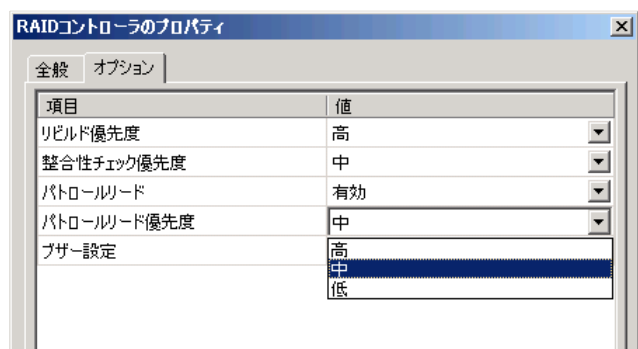 RAIDコントローラのプロパティ
全般 オプション
項目 値
リビルド優先度 高
整合性チェック優先度 中
パトロールリード 有効
パトロールリード優先度 中
ブザー設定 高
中
低